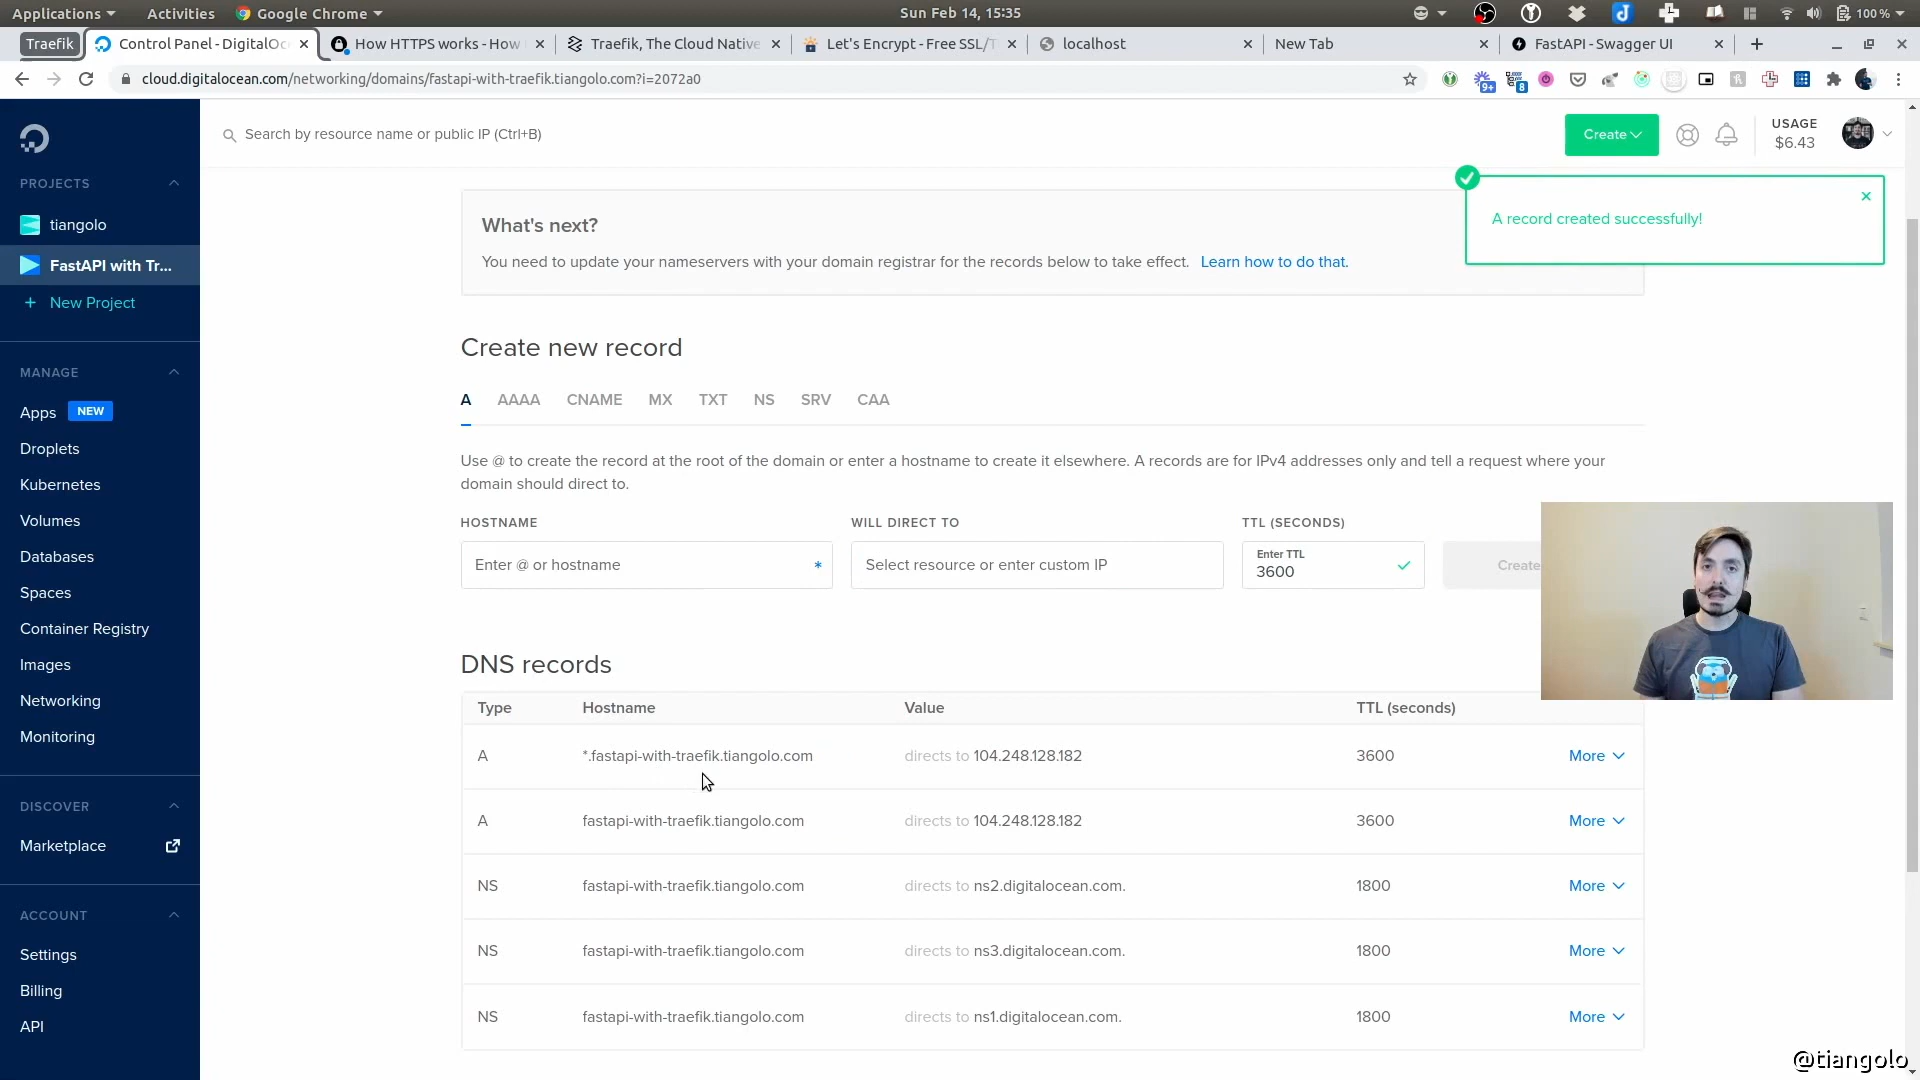 Applications
Activities
Google Chrome
Sun Feb 14, 15:35
100 %
Traefik
Control Panel - DigitalOc
How HTTPS works - How
Traefik, The Cloud Native
Let's Encrypt - Free SSL/T
localhost
New Tab
FastAPI - Swagger UI
cloud.digitalocean.com/networking/domains/fastapi-with-traefik.tiangolo.com?i=2072a0
9+
8
Search by resource name or public IP (Ctrl+B)
Create
USAGE
$6.43
PROJECTS
tiangolo
FastAPI with Tr...
+ New Project
MANAGE
Apps NEW
Droplets
Kubernetes
Volumes
Databases
Spaces
Container Registry
Images
Networking
Monitoring
DISCOVER
Marketplace
ACCOUNT
Settings
Billing
API
A record created successfully!
What's next?
You need to update your nameservers with your domain registrar for the records below to take effect. Learn how to do that.
Create new record
A AAAA CNAME MX TXT NS SRV CAA
Use @ to create the record at the root of the domain or enter a hostname to create it elsewhere. A records are for IPv4 addresses only and tell a request where your
domain should direct to.
HOSTNAME WILL DIRECT TO TTL (SECONDS)
Enter @ or hostname *
Select resource or enter custom IP
Enter TTL
3600
Create
DNS records
Type Hostname Value TTL (seconds)
A *.fastapi-with-traefik.tiangolo.com directs to 104.248.128.182 3600 More
A fastapi-with-traefik.tiangolo.com directs to 104.248.128.182 3600 More
NS fastapi-with-traefik.tiangolo.com directs to ns2.digitalocean.com. 1800 More
NS fastapi-with-traefik.tiangolo.com directs to ns3.digitalocean.com. 1800 More
NS fastapi-with-traefik.tiangolo.com directs to ns1.digitalocean.com. 1800 More
@tiangolo